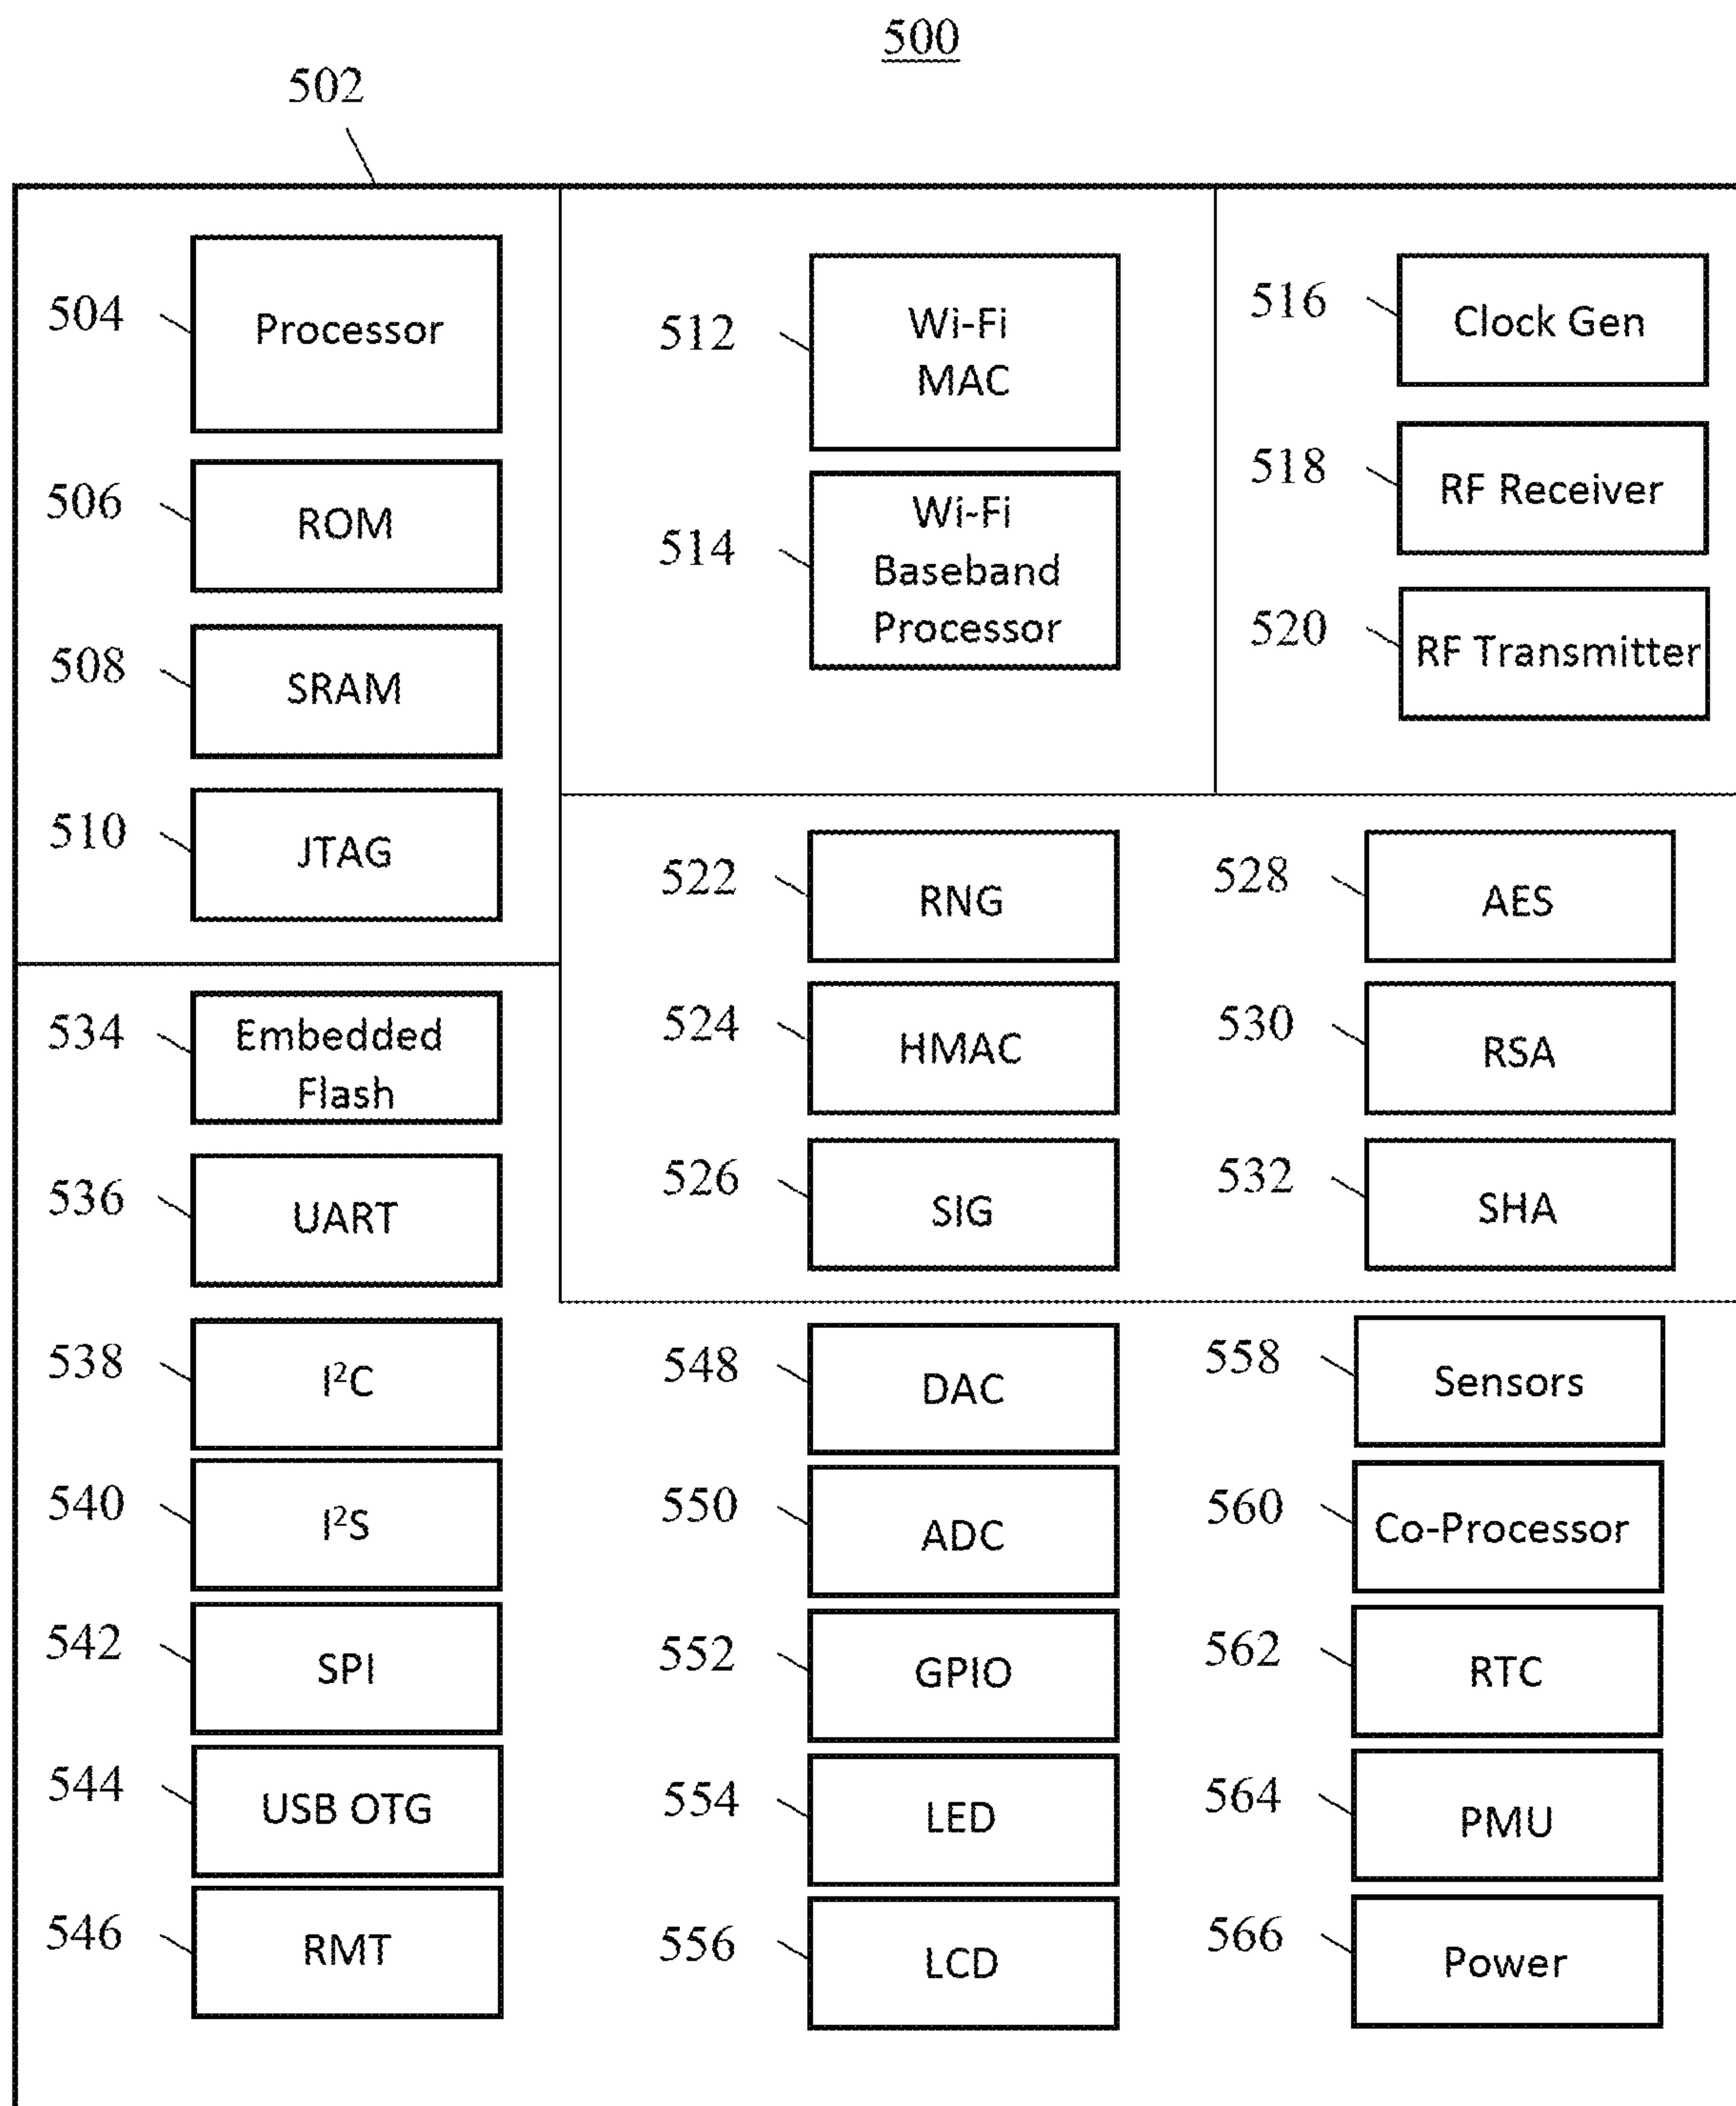 500
502
504
Processor
506
ROM
508
SRAM
510
JTAG
512
Wi-Fi
MAC
514
Wi-Fi
Baseband
Processor
516
Clock Gen
518
RF Receiver
520
RF Transmitter
522
RNG
524
HMAC
526
SIG
528
AES
530
RSA
532
SHA
534
Embedded
Flash
536
UART
538
I²C
540
I²S
542
SPI
544
USB OTG
546
RMT
548
DAC
550
ADC
552
GPIO
554
LED
556
LCD
558
Sensors
560
Co-Processor
562
RTC
564
PMU
566
Power